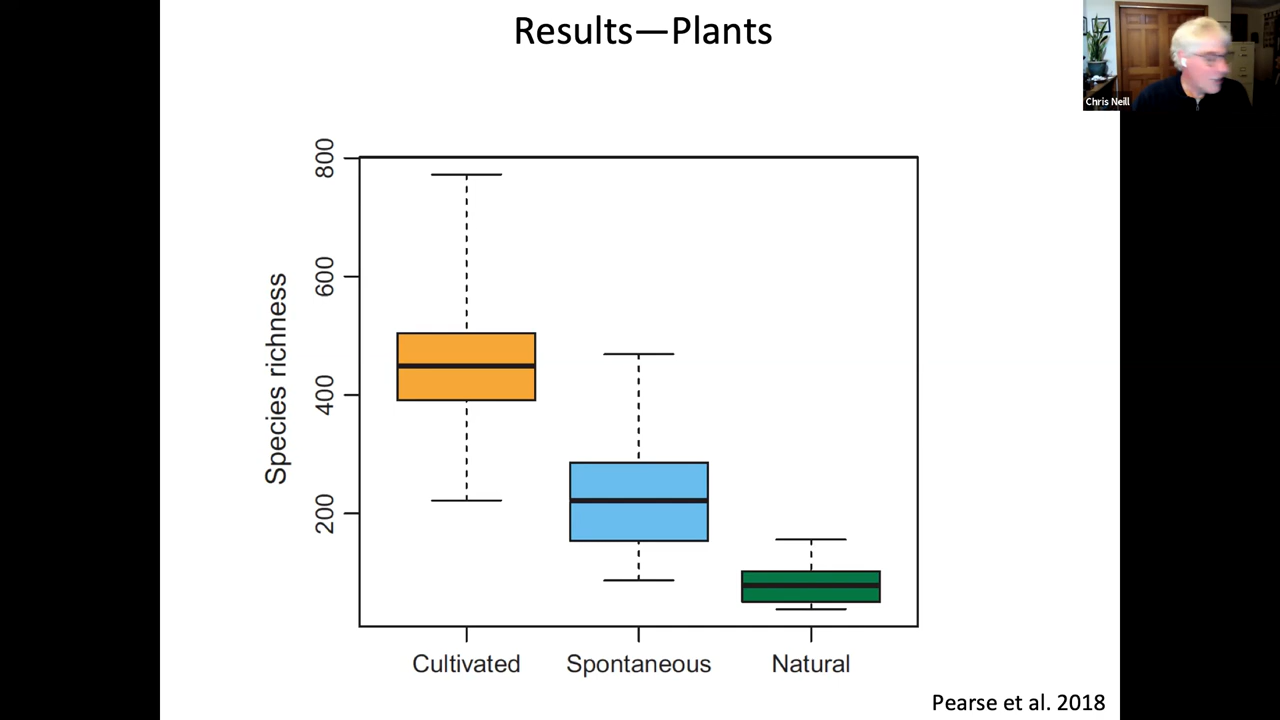 Results—Plants
Chris Neill
Species richness
800
600
400
200
Cultivated Spontaneous Natural
Pearse et al. 2018